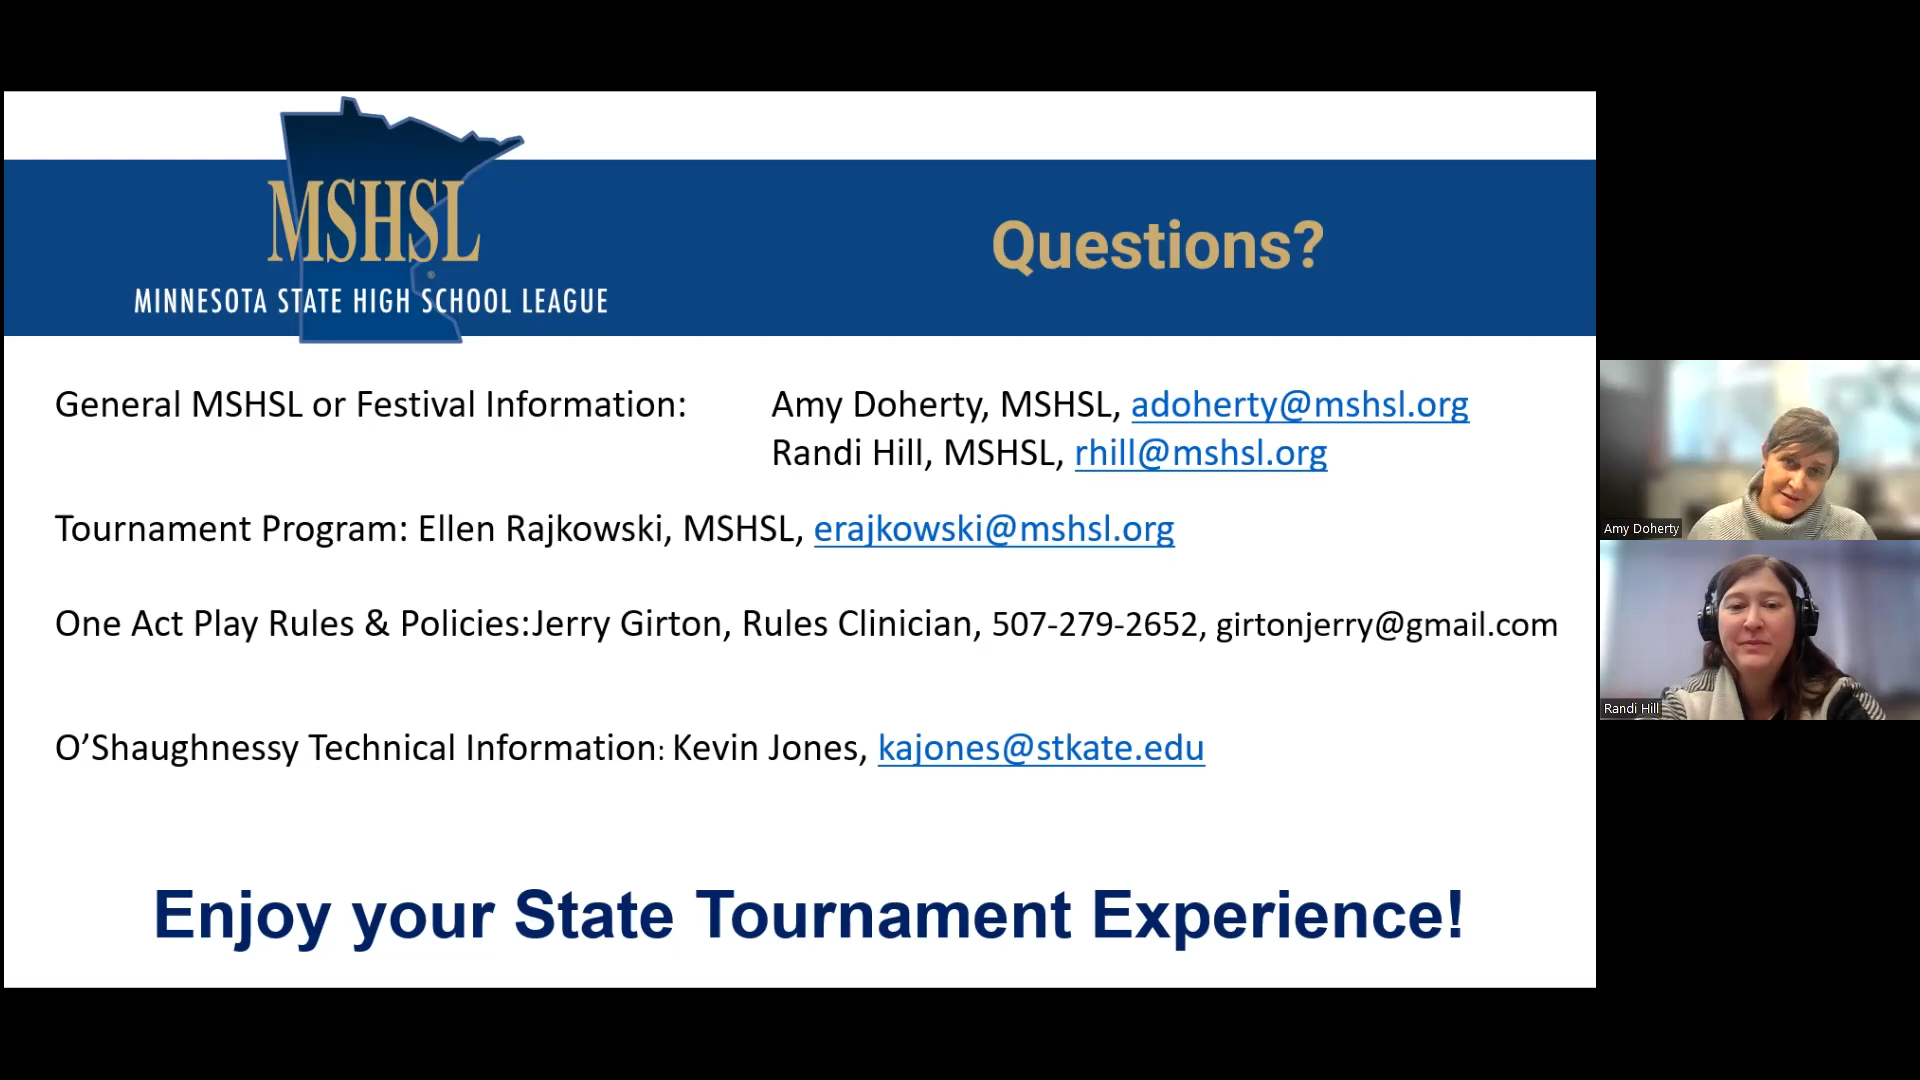 MSHSL
®
MINNESOTA STATE HIGH SCHOOL LEAGUE
Questions?
General MSHSL or Festival Information: Amy Doherty, MSHSL, adoherty@mshsl.org
Randi Hill, MSHSL, rhill@mshsl.org
Tournament Program: Ellen Rajkowski, MSHSL, erajkowski@mshsl.org
One Act Play Rules & Policies:Jerry Girton, Rules Clinician, 507-279-2652, girtonjerry@gmail.com
O’Shaughnessy Technical Information: Kevin Jones, kajones@stkate.edu
Enjoy your State Tournament Experience!
Amy Doherty
Randi Hill